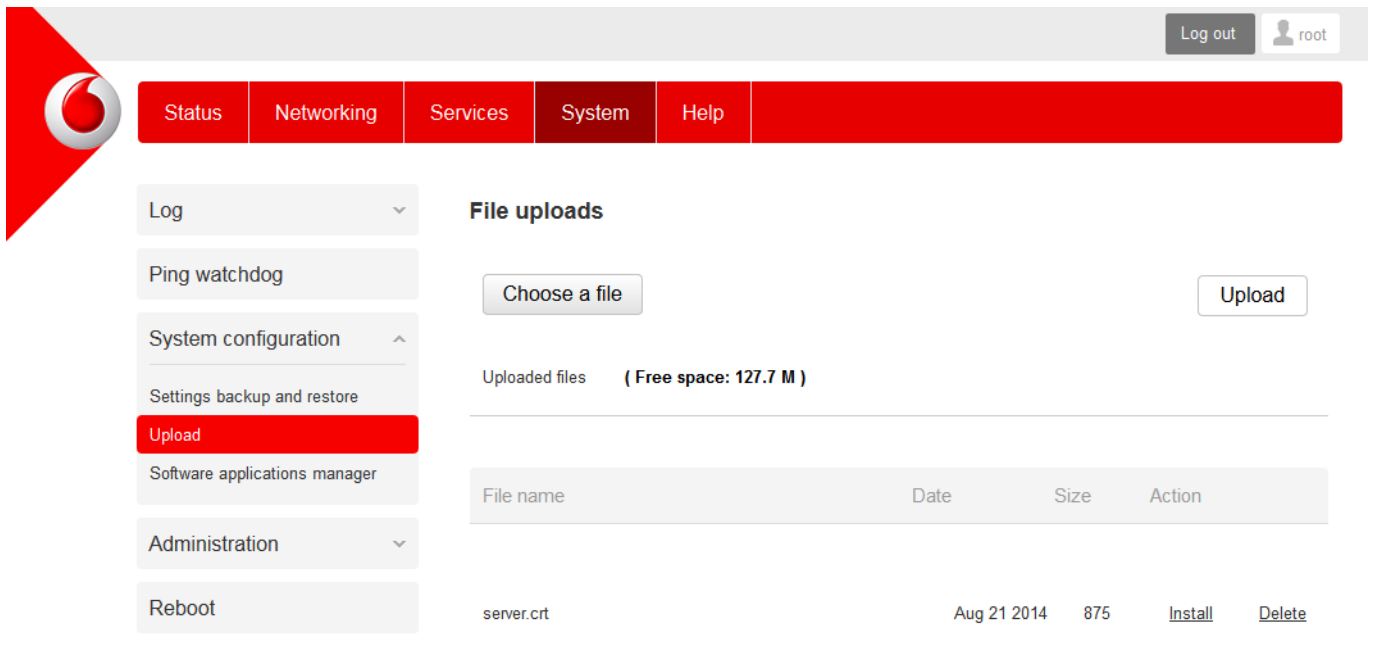 Log out root
Status Networking Services System Help
Log
Ping watchdog
System configuration
Settings backup and restore
Upload
Software applications manager
Administration
Reboot
File uploads
Choose a file Upload
Uploaded files ( Free space: 127.7 M )
File name Date Size Action
server.crt Aug 21 2014 875 Install Delete